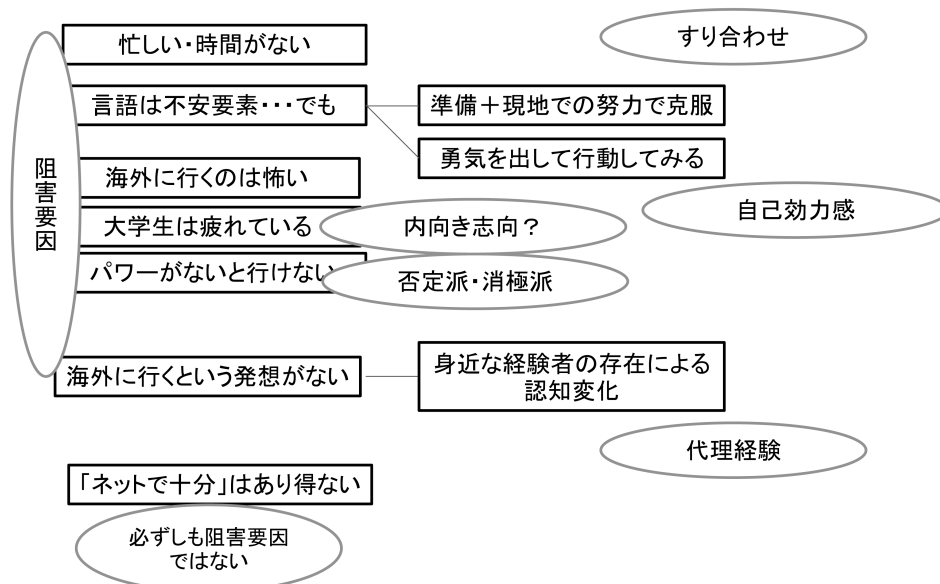 忙しい・時間がない
すり合わせ
言語は不安要素・・・でも
準備＋現地での努力で克服
勇気を出して行動してみる
阻害要因
海外に行くのは怖い
大学生は疲れている
内向き志向？
自己効力感
パワーがないと行けない
否定派・消極派
海外に行くという発想がない
身近な経験者の存在による
認知変化
代理経験
「ネットで十分」はあり得ない
必ずしも阻害要因
ではない